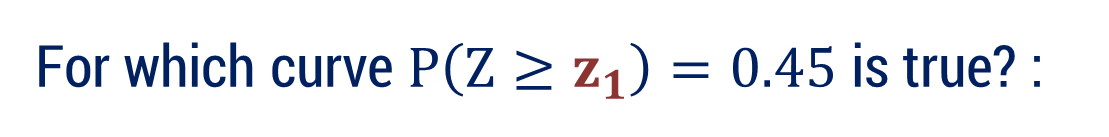 For which curve P(Z ≥ z₁) = 0.45 is true? :